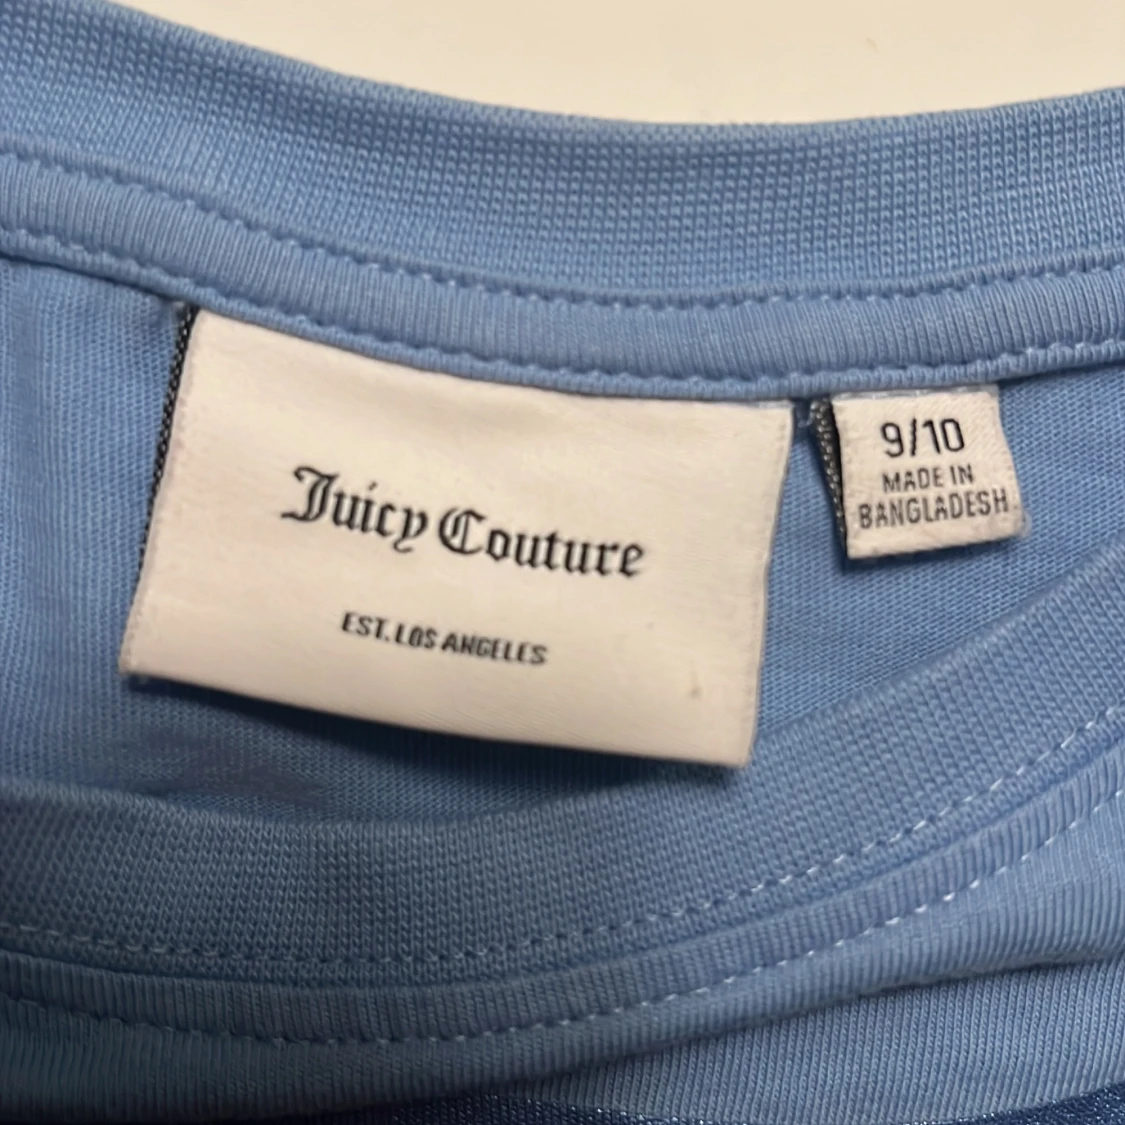 Juicy Couture
EST. LOS ANGELES
9/10
MADE IN
BANGLADESH